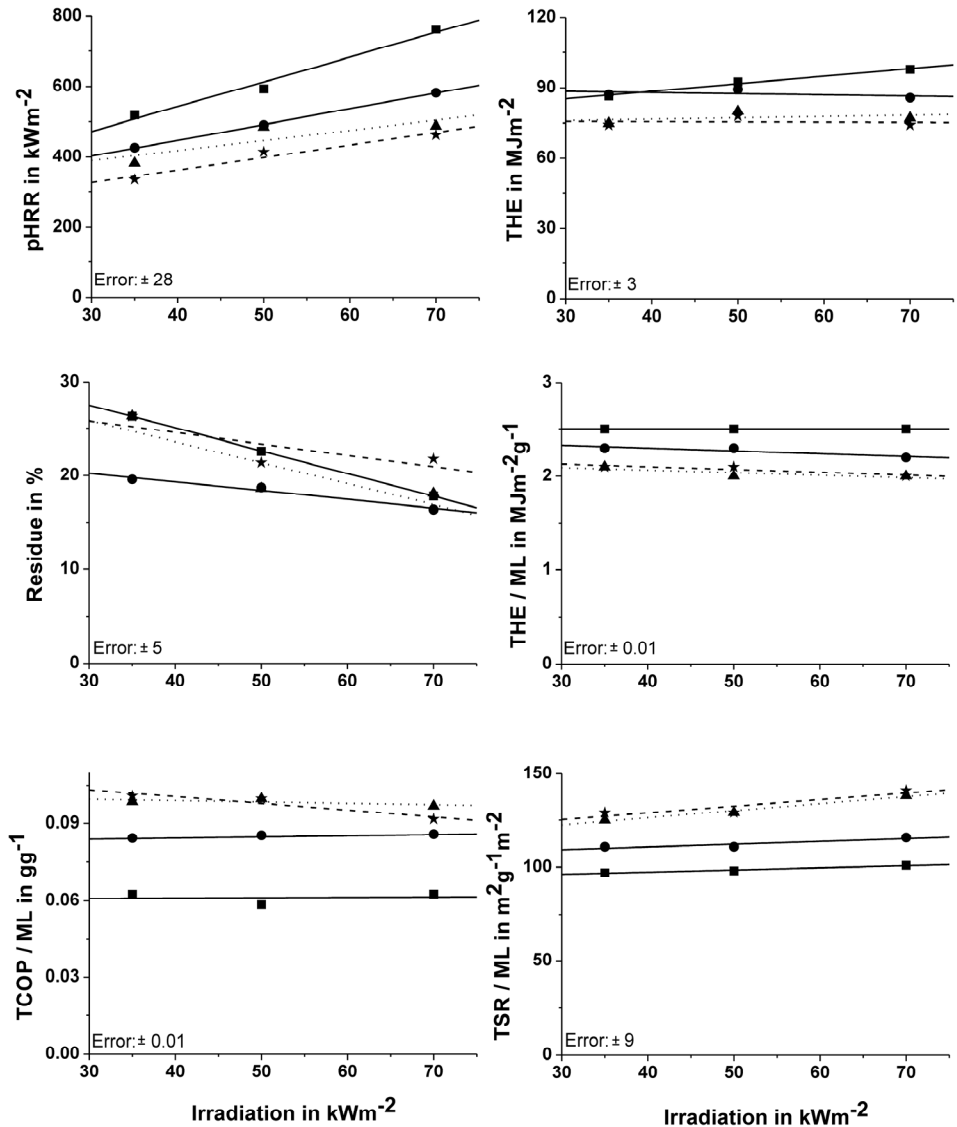 800
600
400
200
0
pHRR in kWm-2
Error: ± 28
30 40 50 60 70
120
90
60
30
0
THE in MJm-2
Error: ± 3
30 40 50 60 70
30
20
10
0
Residue in %
Error: ± 5
30 40 50 60 70
3
2
1
0
THE / ML in MJm-2g-1
Error: ± 0.01
30 40 50 60 70
0.09
0.06
0.03
0.00
TCOP / ML in gg-1
Error: ± 0.01
30 40 50 60 70
Irradiation in kWm-2
150
100
50
0
TSR / ML in m2g-1m-2
Error: ± 9
30 40 50 60 70
Irradiation in kWm-2